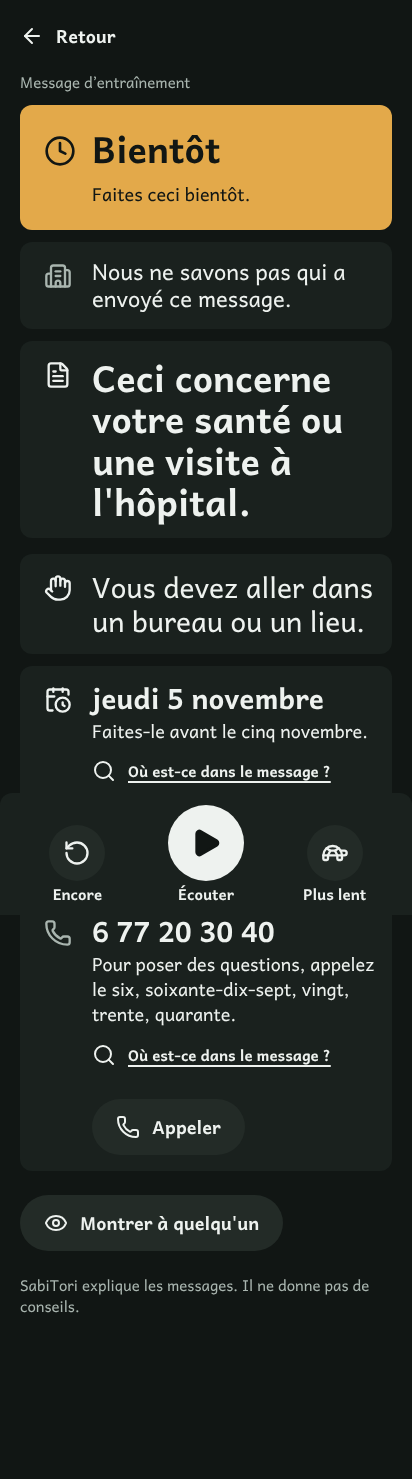 Retour
Message d’entraînement
Bientôt
Faites ceci bientôt.
Nous ne savons pas qui a
envoyé ce message.
Ceci concerne
votre santé ou
une visite à
l'hôpital.
Vous devez aller dans
un bureau ou un lieu.
jeudi 5 novembre
Faites-le avant le cinq novembre.
Où est-ce dans le message ?
Encore
Écouter
Plus lent
6 77 20 30 40
Pour poser des questions, appelez
le six, soixante-dix-sept, vingt,
trente, quarante.
Où est-ce dans le message ?
Appeler
Montrer à quelqu'un
SabiTori explique les messages. Il ne donne pas de
conseils.